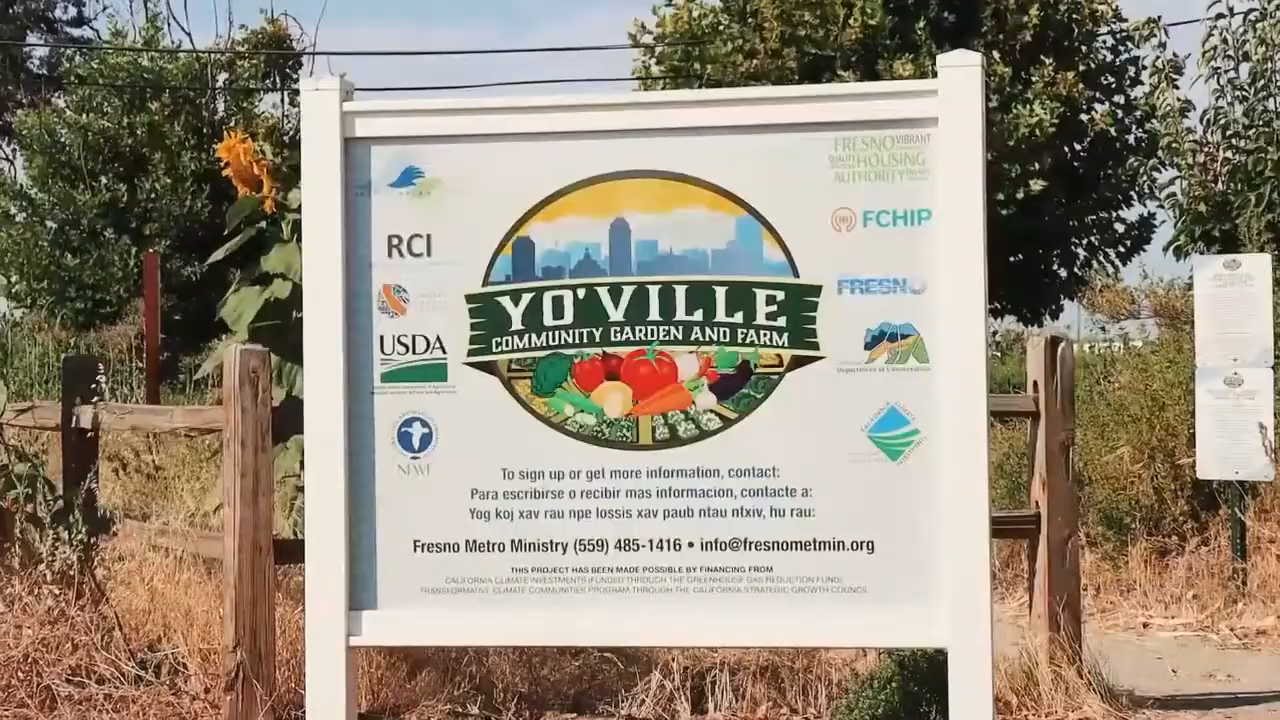 YO'VILLE
COMMUNITY GARDEN AND FARM
RCI
USDA
FRESNO VIBRANT
QUALITY HOUSING
AUTHORITY
FCHIP
FRESNO
Department of Conservation
To sign up or get more information, contact:
Para escribirse o recibir mas informacion, contacte a:
Yog koj xav rau npe lossis xav paub ntau ntxiv, hu rau:
Fresno Metro Ministry (559) 485-1416 • info@fresnometmin.org
THIS PROJECT HAS BEEN MADE POSSIBLE BY FINANCING FROM
CALIFORNIA CLIMATE INVESTMENTS (FUNDED THROUGH THE GREENHOUSE GAS REDUCTION FUND)
TRANSFORMATIVE CLIMATE COMMUNITIES PROGRAM THROUGH THE CALIFORNIA STRATEGIC GROWTH COUNCIL